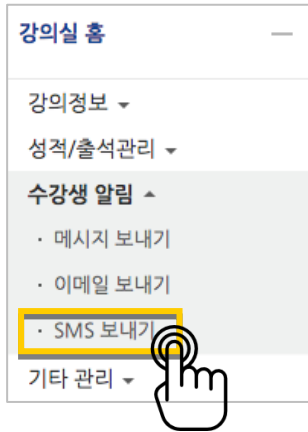 강의실 홈
강의정보
성적/출석관리
수강생 알림
· 메시지 보내기
· 이메일 보내기
· SMS 보내기
기타 관리